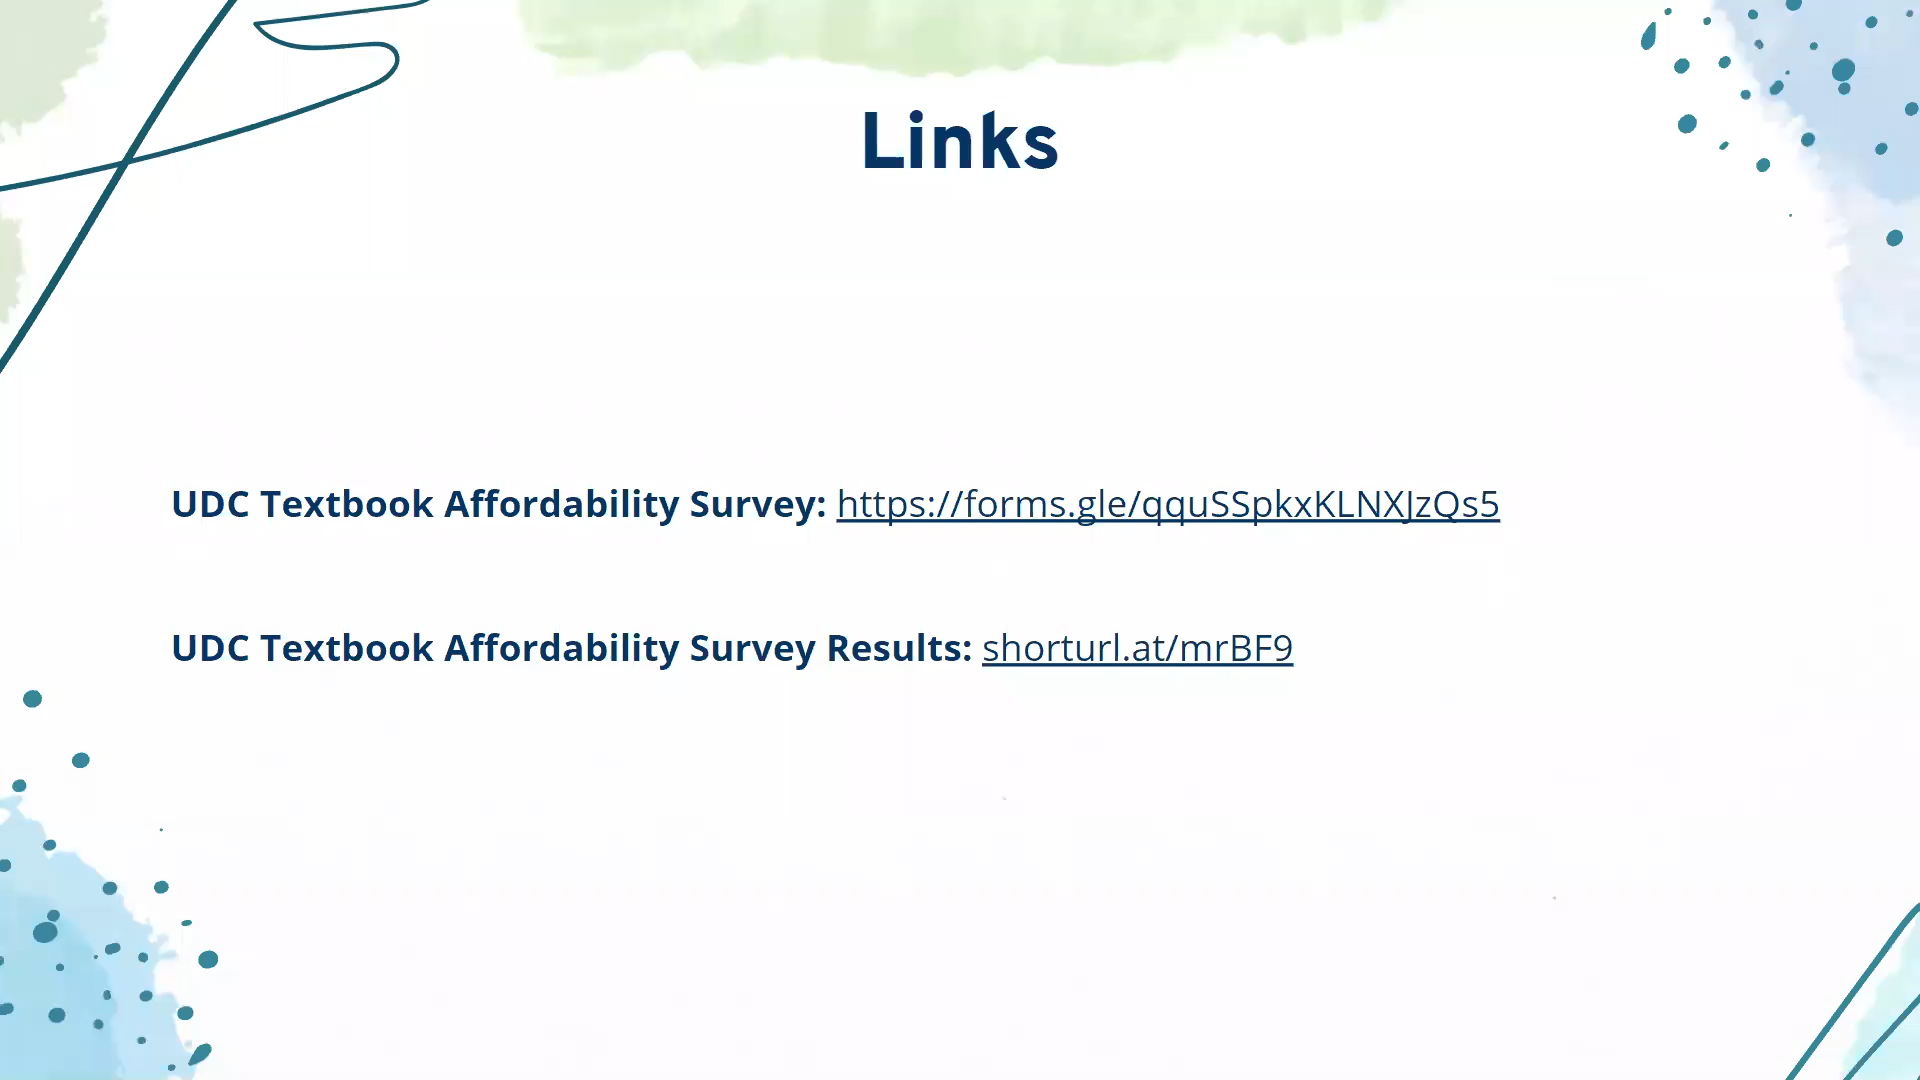 Links
UDC Textbook Affordability Survey: https://forms.gle/qquSSpkxKLNXJzQs5
UDC Textbook Affordability Survey Results: shorturl.at/mrBF9